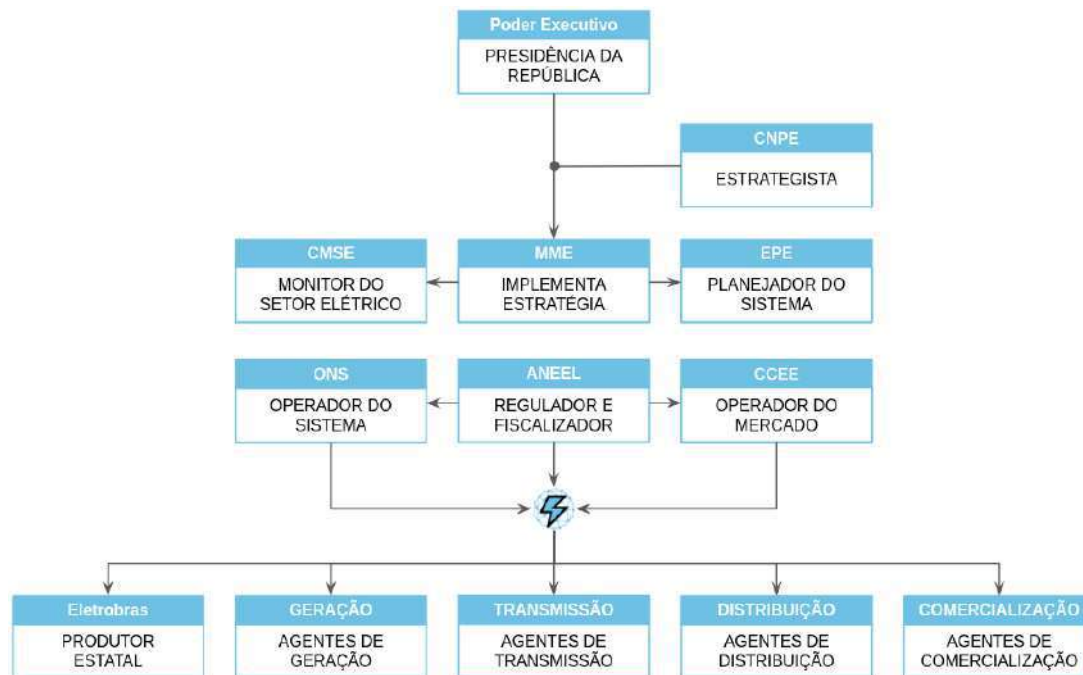 Poder Executivo
PRESIDÊNCIA DA
REPÚBLICA
CNPE
ESTRATEGISTA
CMSE
MONITOR DO
SETOR ELÉTRICO
MME
IMPLEMENTA
ESTRATÉGIA
EPE
PLANEJADOR DO
SISTEMA
ONS
OPERADOR DO
SISTEMA
ANEEL
REGULADOR E
FISCALIZADOR
CCEE
OPERADOR DO
MERCADO
Eletrobras
PRODUTOR
ESTATAL
GERAÇÃO
AGENTES DE
GERAÇÃO
TRANSMISSÃO
AGENTES DE
TRANSMISSÃO
DISTRIBUIÇÃO
AGENTES DE
DISTRIBUIÇÃO
COMERCIALIZAÇÃO
AGENTES DE
COMERCIALIZAÇÃO